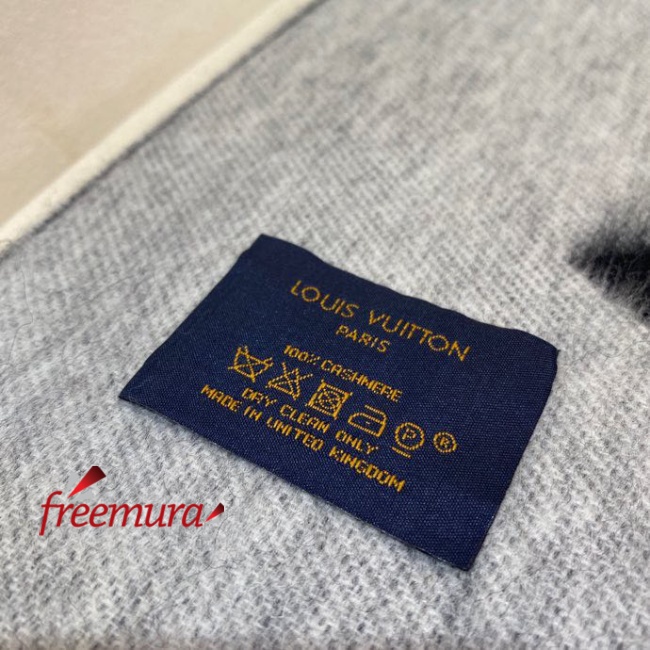 LOUIS VUITTON
PARIS
100% CASHMERE
P ®
DRY CLEAN ONLY
MADE IN UNITED KINGDOM
freemura